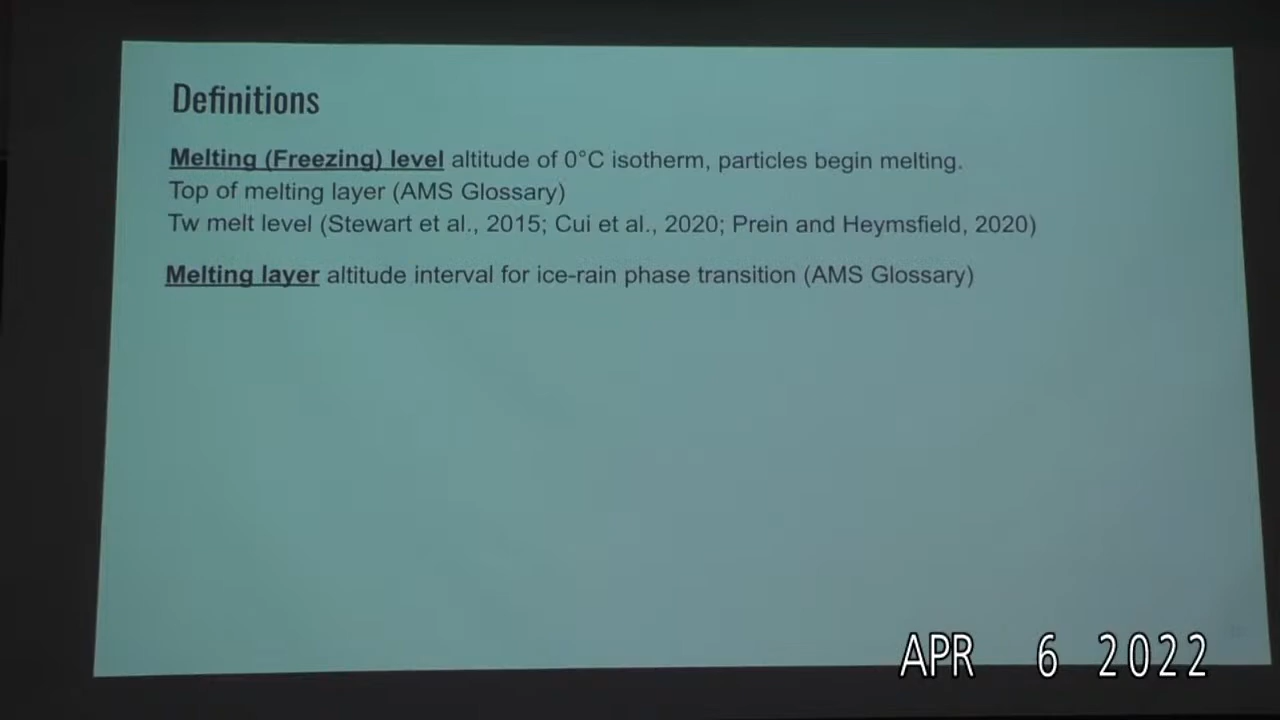 Definitions
Melting (Freezing) level altitude of 0°C isotherm, particles begin melting.
Top of melting layer (AMS Glossary)
Tw melt level (Stewart et al., 2015; Cui et al., 2020; Prein and Heymsfield, 2020)
Melting layer altitude interval for ice-rain phase transition (AMS Glossary)
APR 6 2022